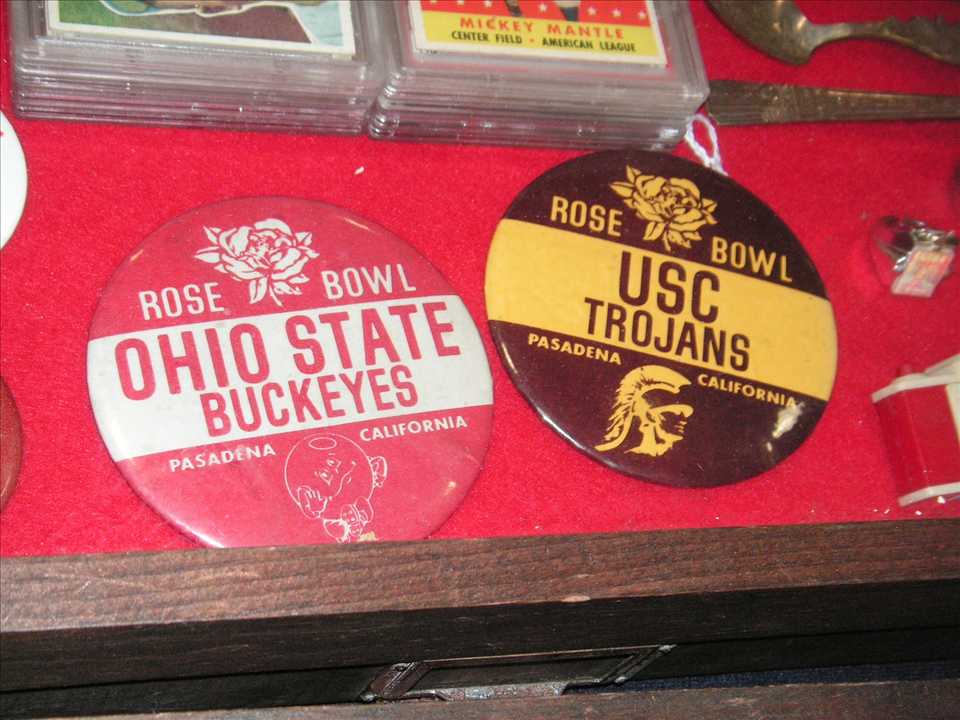 MICKEY MANTLE
CENTER FIELD - AMERICAN LEAGUE
ROSE BOWL
OHIO STATE
BUCKEYES
PASADENA CALIFORNIA
ROSE BOWL
USC
TROJANS
PASADENA CALIFORNIA